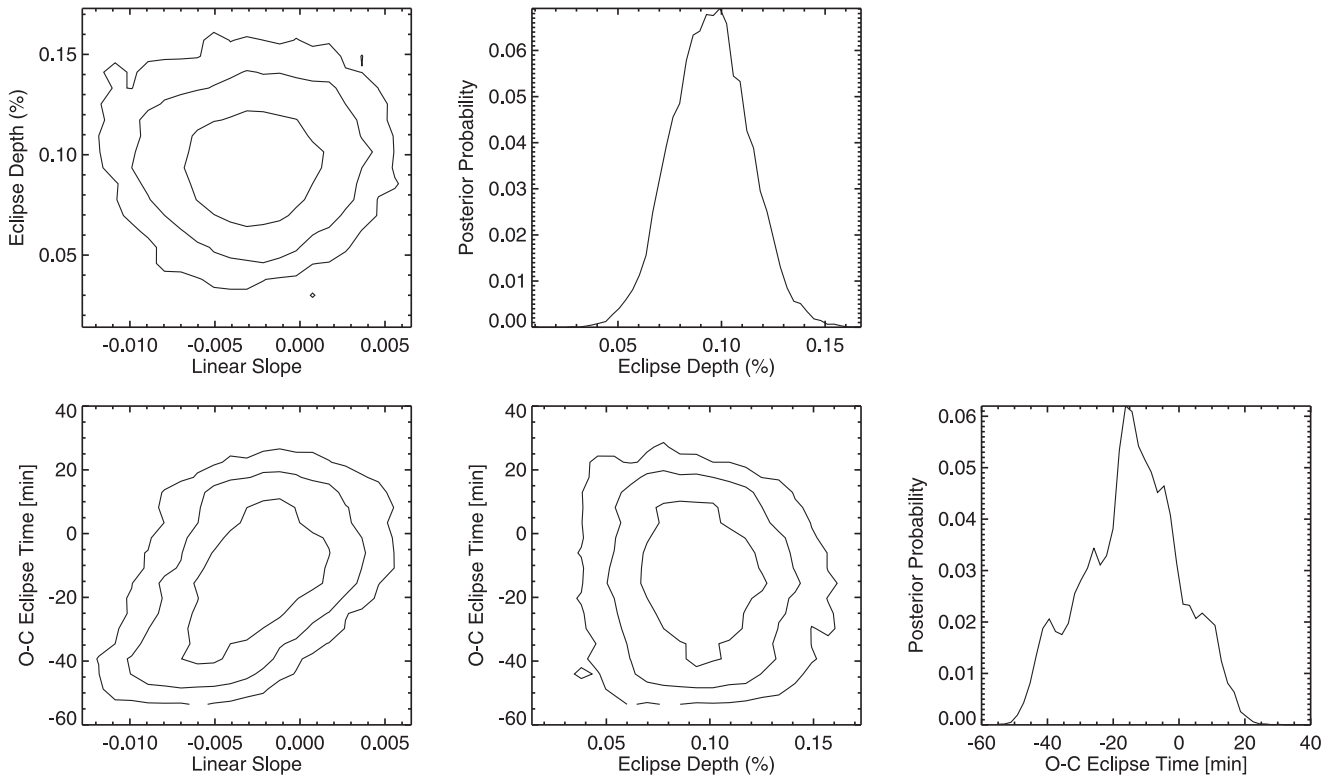 0.15
0.10
0.05
Eclipse Depth (%)
-0.010 -0.005 0.000 0.005
Linear Slope
0.06
0.05
0.04
0.03
0.02
0.01
0.00
Posterior Probability
0.05 0.10 0.15
Eclipse Depth (%)
40
20
0
-20
-40
-60
O-C Eclipse Time [min]
-0.010 -0.005 0.000 0.005
Linear Slope
40
20
0
-20
-40
-60
O-C Eclipse Time [min]
0.05 0.10 0.15
Eclipse Depth (%)
0.06
0.05
0.04
0.03
0.02
0.01
0.00
Posterior Probability
-60 -40 -20 0 20 40
O-C Eclipse Time [min]